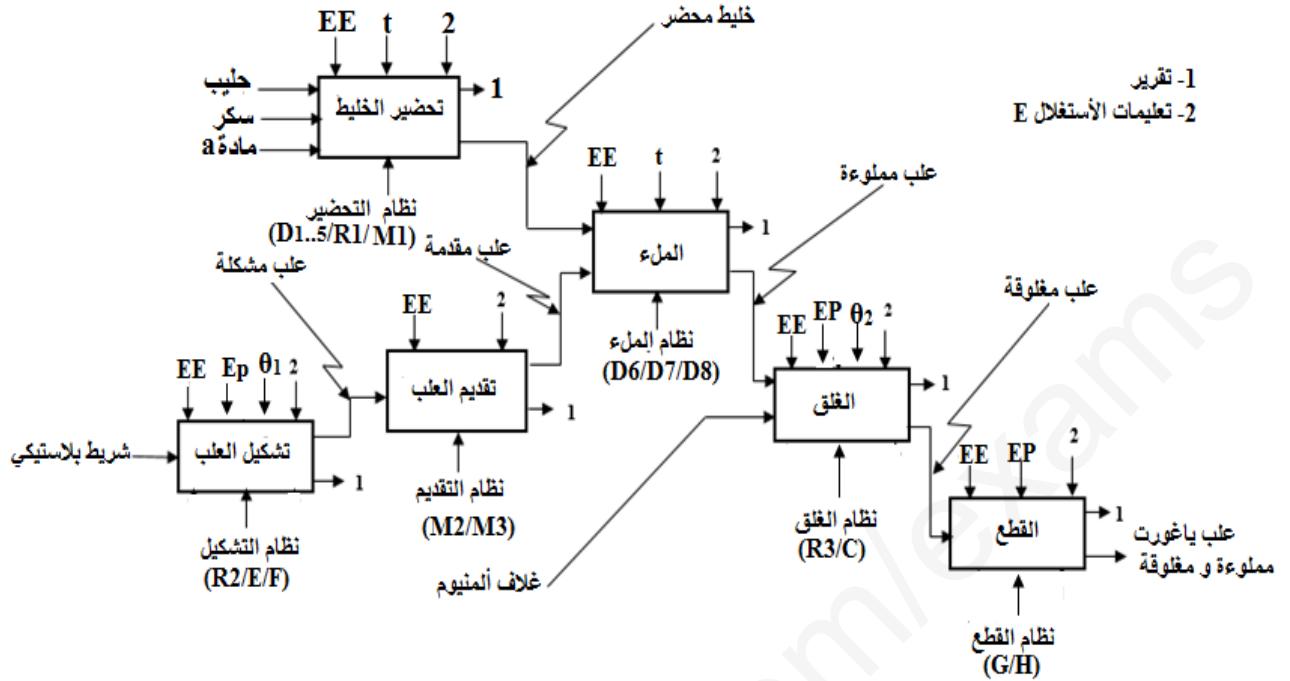 EE t 2
خليط محضر
حليب
سكر
مادة a
تحضير الخليط
1
1- تقرير
2- تعليمات الأستغلال E
نظام التحضير
(D1..5/R1/M1)
EE t 2
الملء
1
علب مملوءة
علب مقدمة
علب مشكلة
نظام الملء
(D6/D7/D8)
EE 2
تقديم العلب
1
نظام التقديم
(M2/M3)
علب مغلوقة
EE EP θ2 2
الغلق
1
نظام الغلق
(R3/C)
غلاف ألمنيوم
EE Ep θ1 2
شريط بلاستيكي
تشكيل العلب
1
نظام التشكيل
(R2/E/F)
EE EP 2
القطع
1
علب ياغورت
مملوءة و مغلوقة
نظام القطع
(G/H)
om/exams